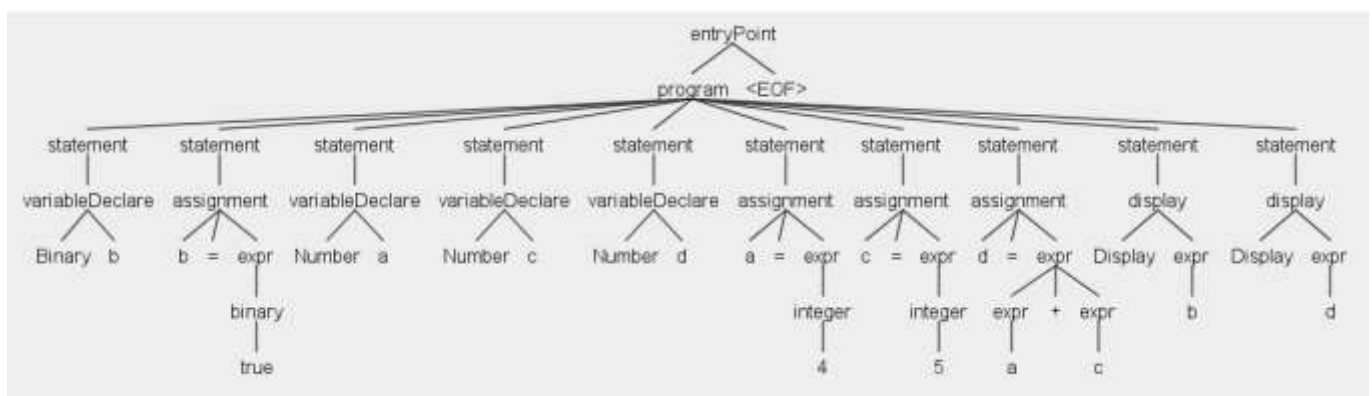 entryPoint
program <EOF>
statement statement statement statement statement statement statement statement statement statement
variableDeclare assignment variableDeclare variableDeclare variableDeclare assignment assignment assignment display display
Binary b b = expr Number a Number c Number d a = expr c = expr d = expr Display expr Display expr
binary integer integer expr + expr b d
true 4 5 a c